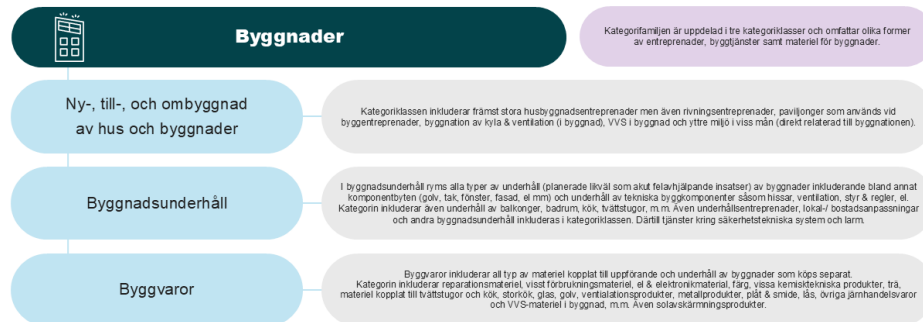 Byggnader
Kategorifamiljen är uppdelad i tre kategoriklasser och omfattar olika former
av entreprenader, byggtjänster samt materiel för byggnader.
Ny-, till-, och ombyggnad
av hus och byggnader
Kategoriklassen inkluderar främst stora husbyggnadsentreprenader men även rivningsentreprenader, paviljonger som används vid
byggentreprenader, byggnation av kyla & ventilation (i byggnad), VVS i byggnad och yttre miljö i viss mån (direkt relaterad till byggnationen).
Byggnadsunderhåll
I byggnadsunderhåll ryms alla typer av underhåll (planerade likväl som akut felavhjälpande insatser) av byggnader inkluderande bland annat
komponentbyten (golv, tak, fönster, fasad, el mm) och underhåll av tekniska byggkomponenter såsom hissar, ventilation, styr & regler, el.
Kategorin inkluderar även underhåll av balkonger, badrum, kök, tvättstugor, m.m. Även underhållsentreprenader, lokal-/ bostadsanpassningar
och andra byggnadsunderhåll inkluderas i kategoriklassen. Därtill tjänster kring säkerhetstekniska system och larm.
Byggvaror
Byggvaror inkluderar all typ av materiel kopplat till uppförande och underhåll av byggnader som köps separat.
Kategorin inkluderar reparationsmateriel, visst förbrukningsmateriel, el & elektronikmaterial, färg, vissa kemisktekniska produkter, trä,
materiel kopplat till tvättstugor och kök, storkök, glas, golv, ventialationsprodukter, metallprodukter, plåt & smide, lås, övriga järnhandelsvaror
och VVS-materiel i byggnad, m.m. Även solavskärmningsprodukter.